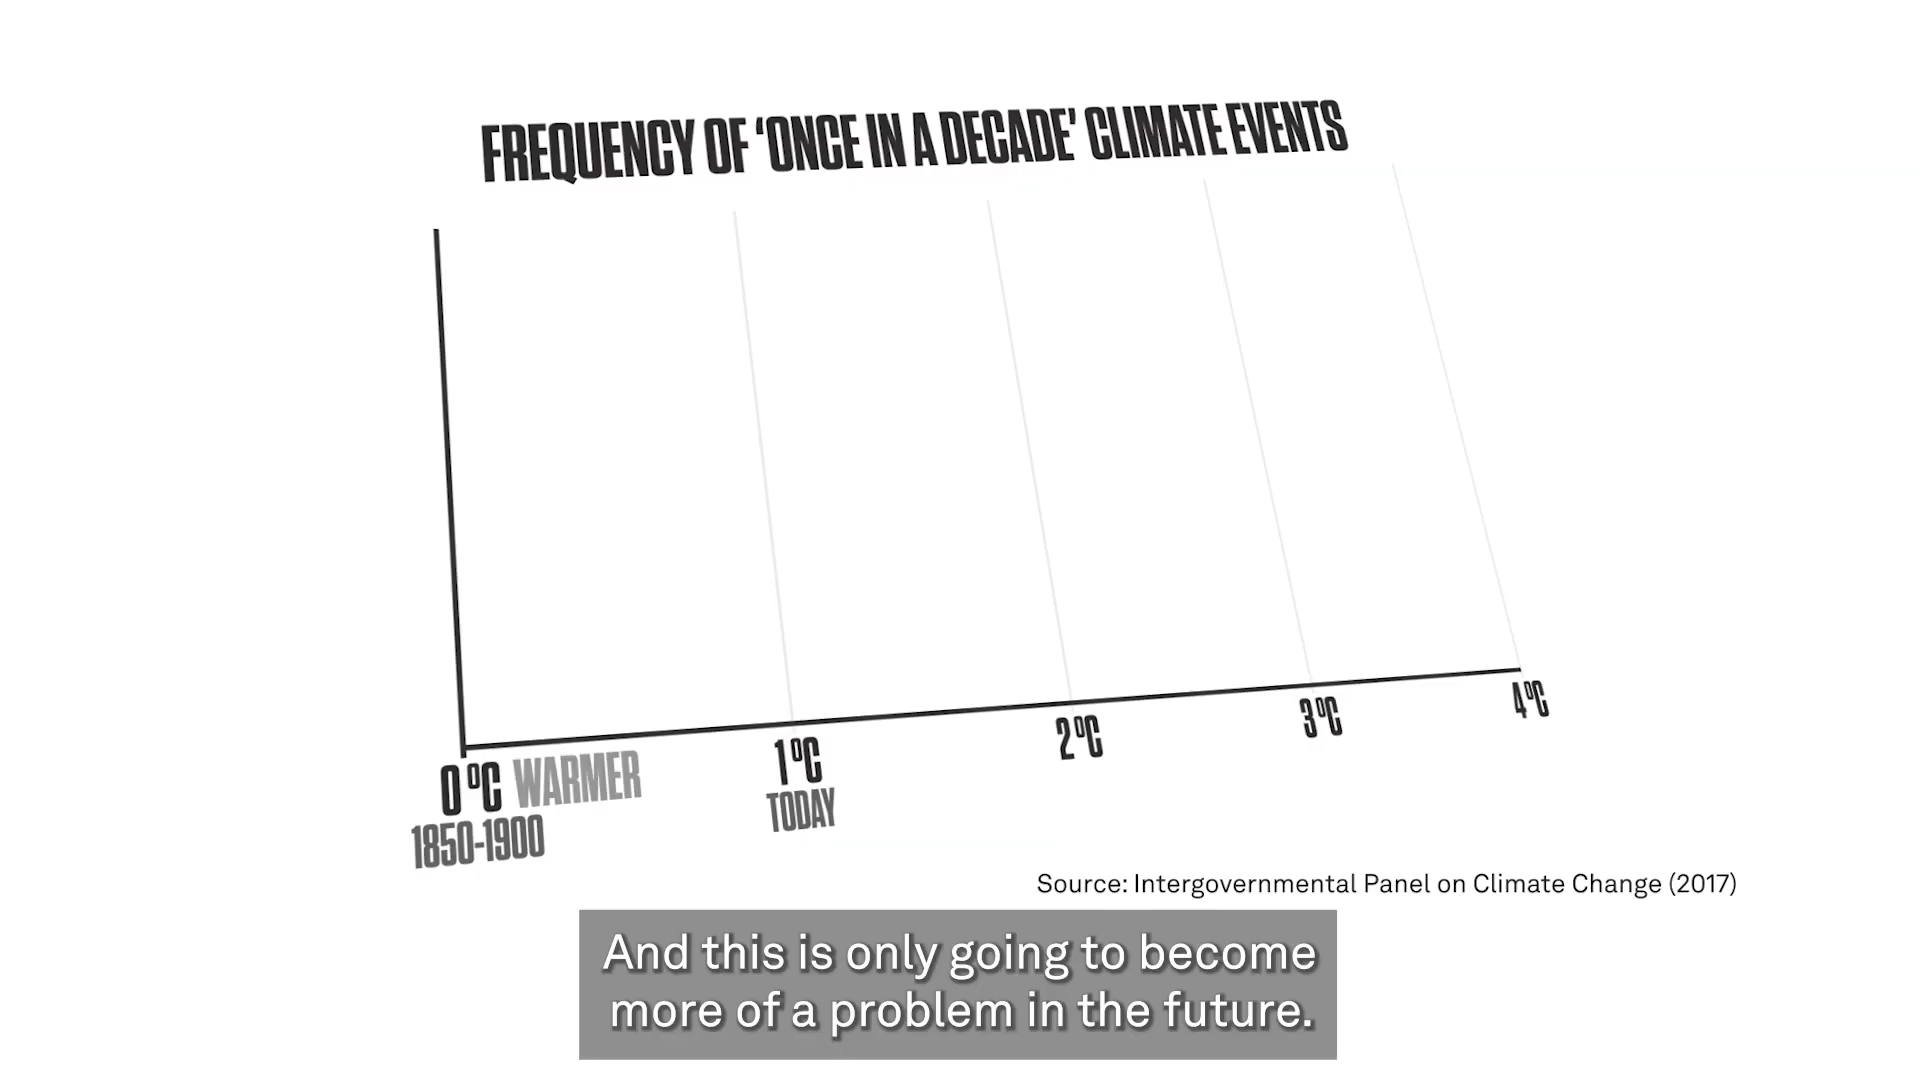 FREQUENCY OF ‘ONCE IN A DECADE’ CLIMATE EVENTS
0°C WARMER
1850-1900
1°C
TODAY
2°C
3°C
4°C
Source: Intergovernmental Panel on Climate Change (2017)
And this is only going to become
more of a problem in the future.